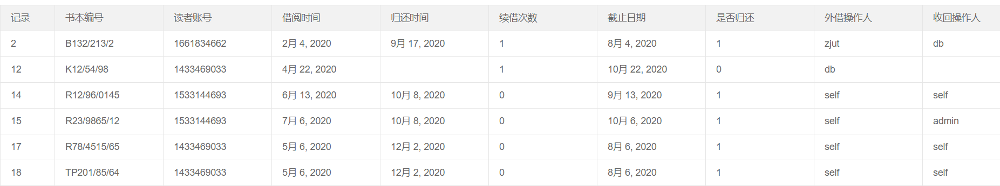 记录 书本编号 读者账号 借阅时间 归还时间 续借次数 截止日期 是否归还 外借操作人 收回操作人
2 B132/213/2 1661834662 2月 4, 2020 9月 17, 2020 1 8月 4, 2020 1 zjut db
12 K12/54/98 1433469033 4月 22, 2020 1 10月 22, 2020 0 db
14 R12/96/0145 1533144693 6月 13, 2020 10月 8, 2020 0 9月 13, 2020 1 self self
15 R23/9865/12 1533144693 7月 6, 2020 10月 8, 2020 0 10月 6, 2020 1 self admin
17 R78/4515/65 1433469033 5月 6, 2020 12月 2, 2020 0 8月 6, 2020 1 self self
18 TP201/85/64 1433469033 5月 6, 2020 12月 2, 2020 0 8月 6, 2020 1 self self